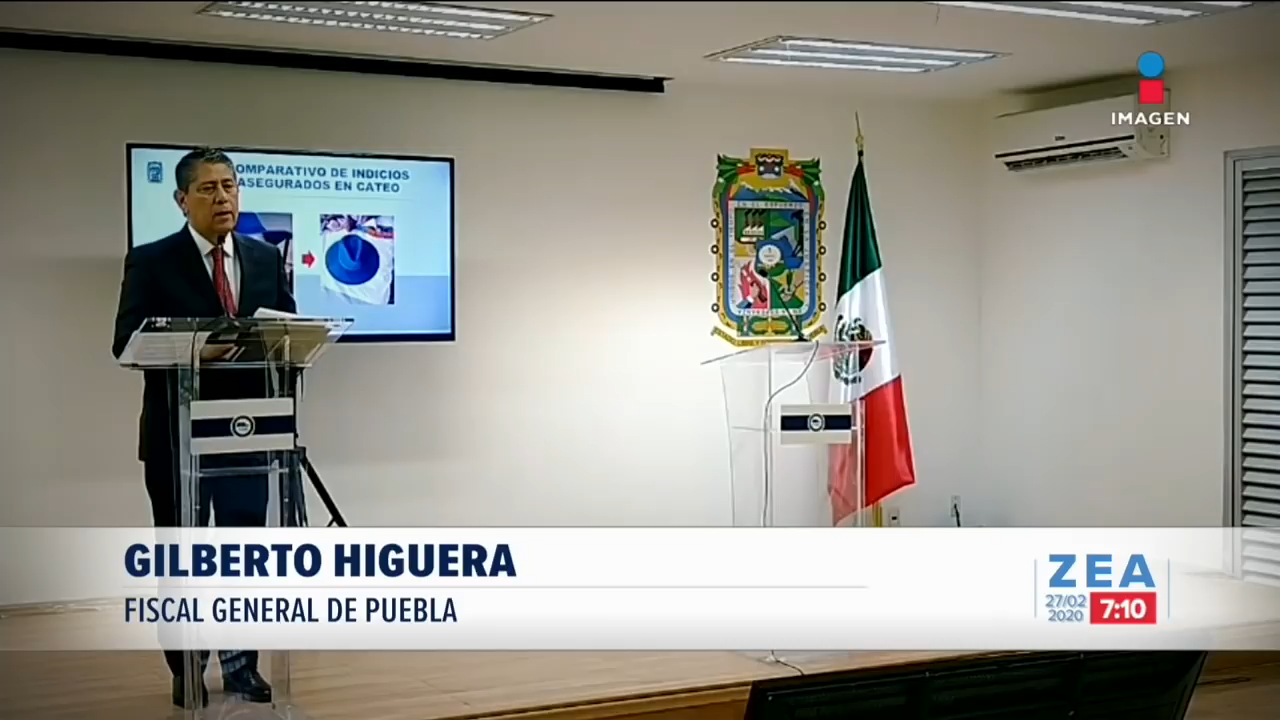 IMAGEN
COMPARATIVO DE INDICIOS
ASEGURADOS EN CATEO
GILBERTO HIGUERA
FISCAL GENERAL DE PUEBLA
ZEA
27/02
2020
7:10